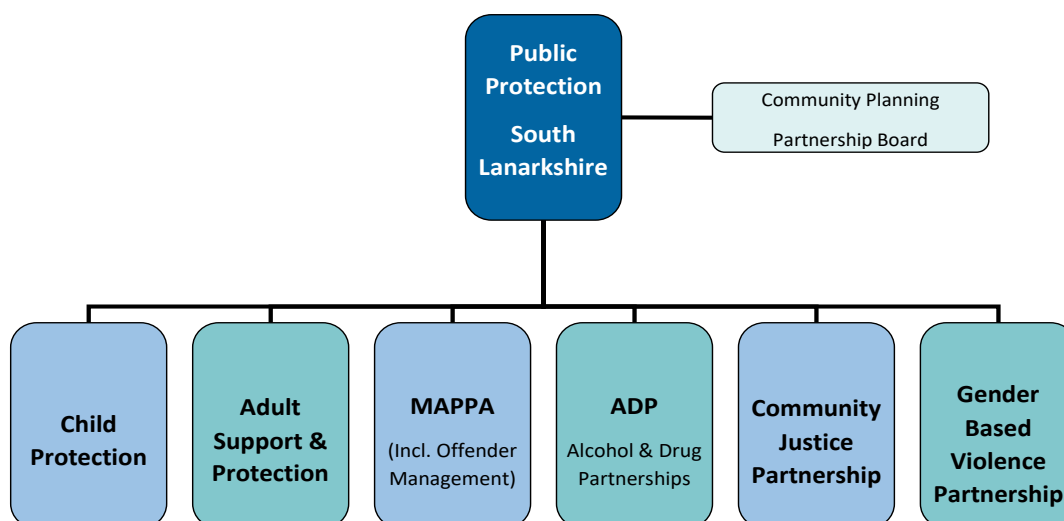 Public
Protection
South
Lanarkshire
Community Planning
Partnership Board
Child
Protection
Adult
Support &
Protection
MAPPA
(Incl. Offender
Management)
ADP
Alcohol & Drug
Partnerships
Community
Justice
Partnership
Gender
Based
Violence
Partnership